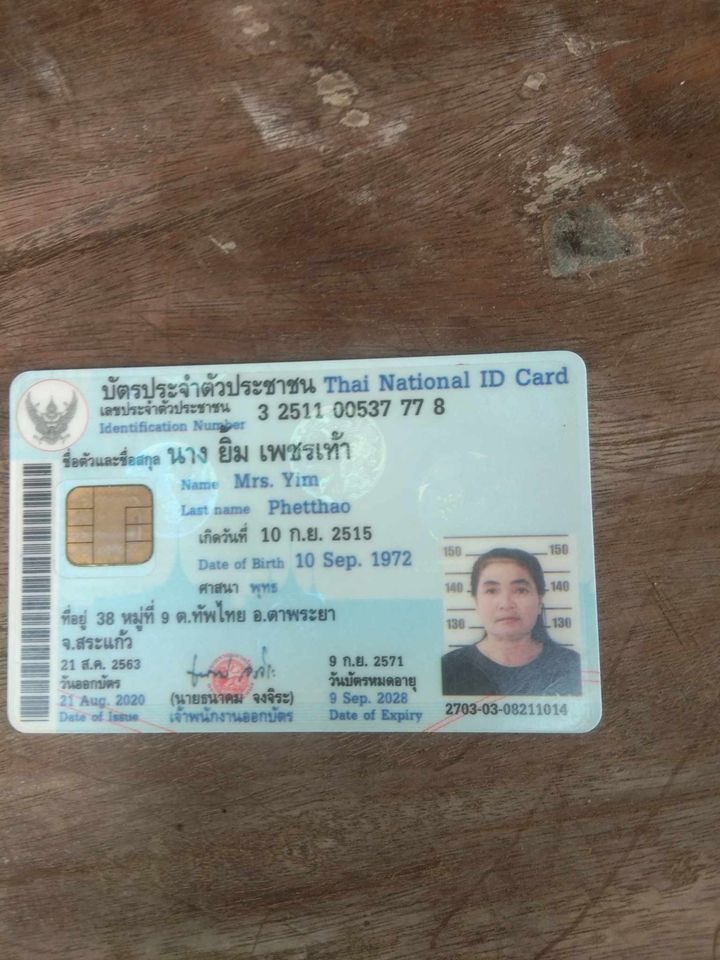 บัตรประจำตัวประชาชน Thai National ID Card
เลขประจำตัวประชาชน 3 2511 00537 77 8
Identification Number
ชื่อตัวและชื่อสกุล นาง ยิ้ม เพชรเท้า
Name Mrs. Yim
Last name Phetthao
เกิดวันที่ 10 ก.ย. 2515
Date of Birth 10 Sep. 1972
ศาสนา พุทธ
ที่อยู่ 38 หมู่ที่ 9 ต.ทัพไทย อ.ตาพระยา
จ.สระแก้ว
21 ส.ค. 2563
วันออกบัตร
21 Aug. 2020
Date of Issue
(นายธนาคม จงจิระ)
เจ้าพนักงานออกบัตร
9 ก.ย. 2571
วันบัตรหมดอายุ
9 Sep. 2028
Date of Expiry
150 150
140 140
130 130
2703-03-08211014